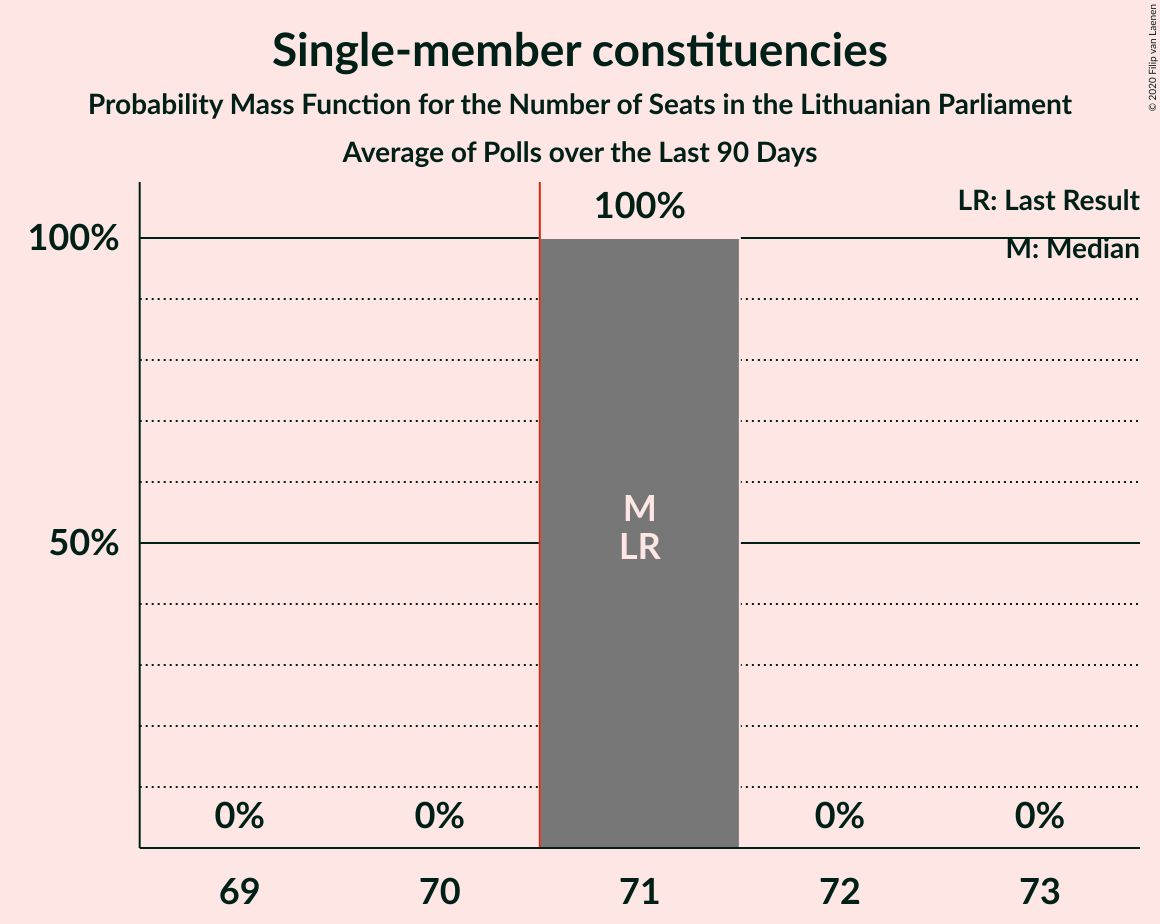 Single-member constituencies
Probability Mass Function for the Number of Seats in the Lithuanian Parliament
Average of Polls over the Last 90 Days
© 2020 Filip van Laenen
LR: Last Result
M: Median
100%
100%
50%
M
LR
0%
0%
0%
0%
69
70
71
72
73